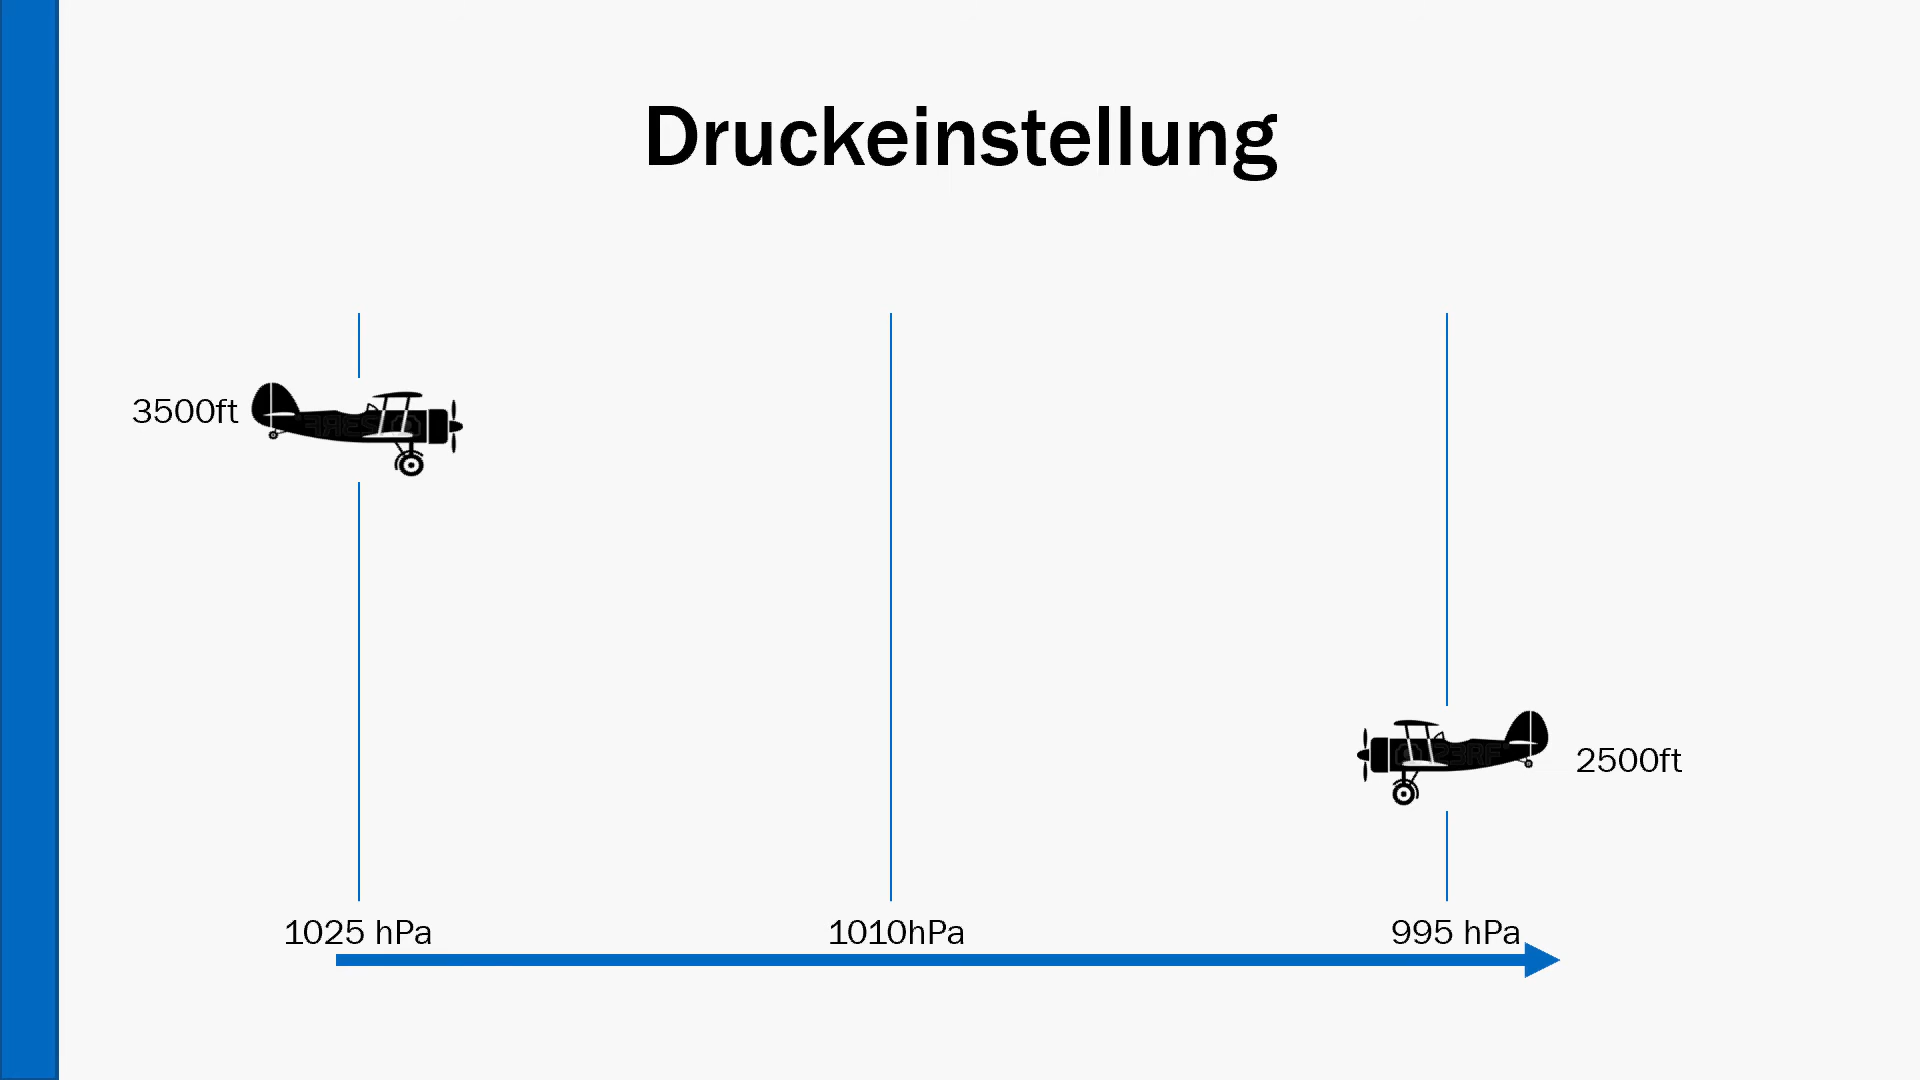 Druckeinstellung
3500ft
2500ft
1025 hPa
1010hPa
995 hPa